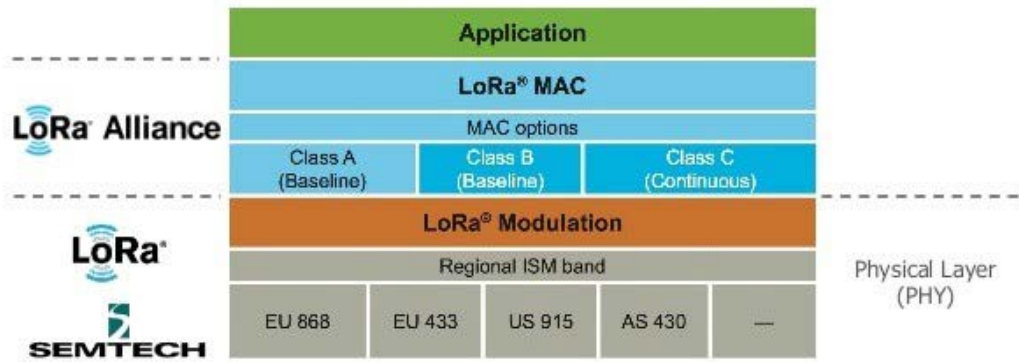 Application
LoRa® MAC
LoRa® Alliance
MAC options
Class A
(Baseline)
Class B
(Baseline)
Class C
(Continuous)
LoRa® Modulation
LoRa®
Regional ISM band
Physical Layer
(PHY)
EU 868
EU 433
US 915
AS 430
—
SEMTECH